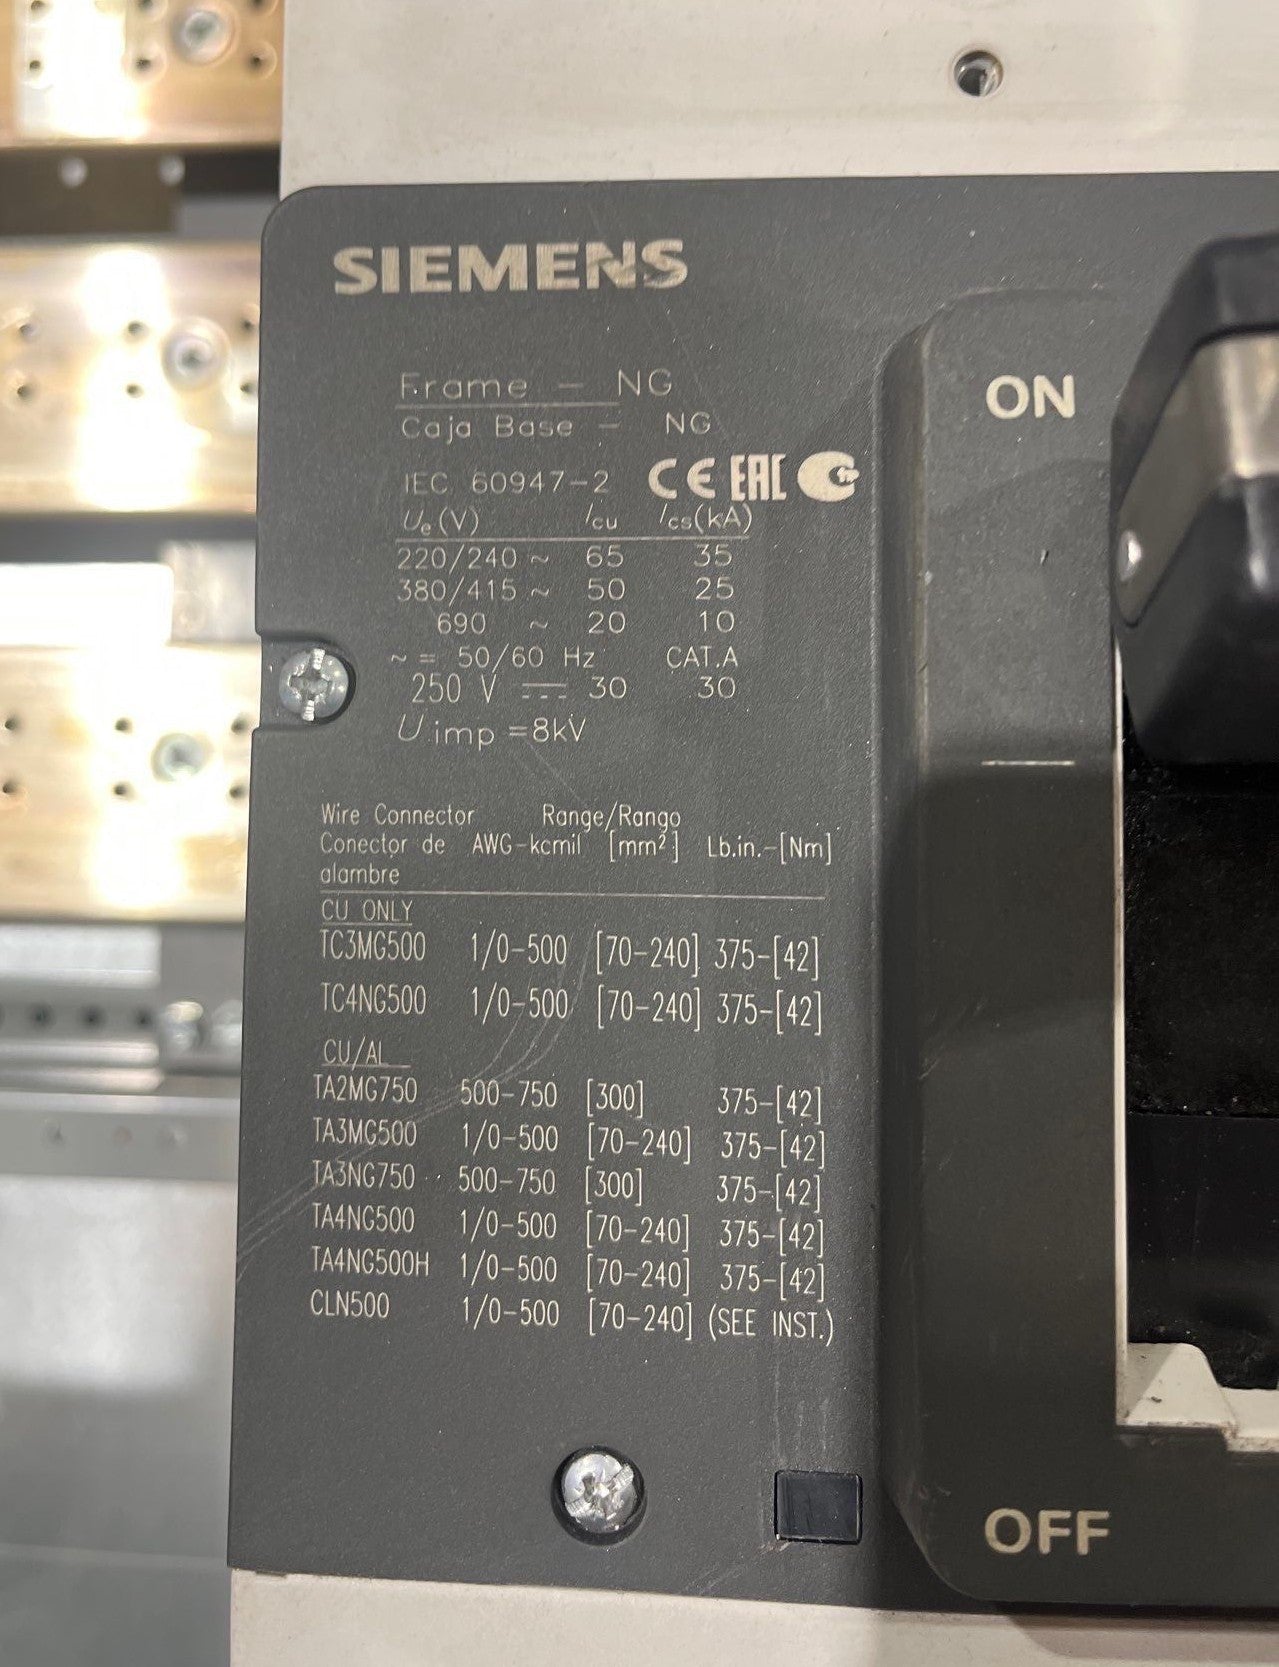 SIEMENS
Frame - NG
Caja Base - NG
IEC 60947-2 CE EAC
Ue (V) Icu Ics(kA)
220/240 ~ 65 35
380/415 ~ 50 25
690 ~ 20 10
~ = 50/60 Hz CAT.A
250 V ⎓ 30 30
U imp =8kV
Wire Connector Range/Rango
Conector de AWG-kcmil [mm²] Lb.in.-[Nm]
alambre
CU ONLY
TC3MG500 1/0-500 [70-240] 375-[42]
TC4NG500 1/0-500 [70-240] 375-[42]
CU/AL
TA2MG750 500-750 [300] 375-[42]
TA3MG500 1/0-500 [70-240] 375-[42]
TA3NG750 500-750 [300] 375-[42]
TA4NG500 1/0-500 [70-240] 375-[42]
TA4NG500H 1/0-500 [70-240] 375-[42]
CLN500 1/0-500 [70-240] (SEE INST.)
ON
OFF